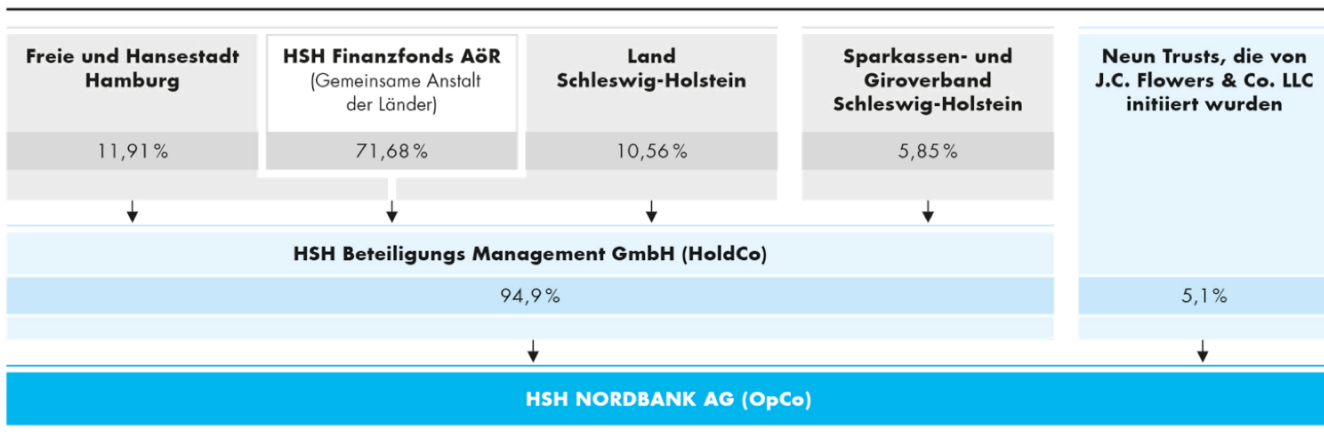 Freie und Hansestadt
Hamburg
11,91 %
HSH Finanzfonds AöR
(Gemeinsame Anstalt
der Länder)
71,68 %
Land
Schleswig-Holstein
10,56 %
Sparkassen- und
Giroverband
Schleswig-Holstein
5,85 %
Neun Trusts, die von
J.C. Flowers & Co. LLC
initiiert wurden
HSH Beteiligungs Management GmbH (HoldCo)
94,9 %
5,1 %
HSH NORDBANK AG (OpCo)